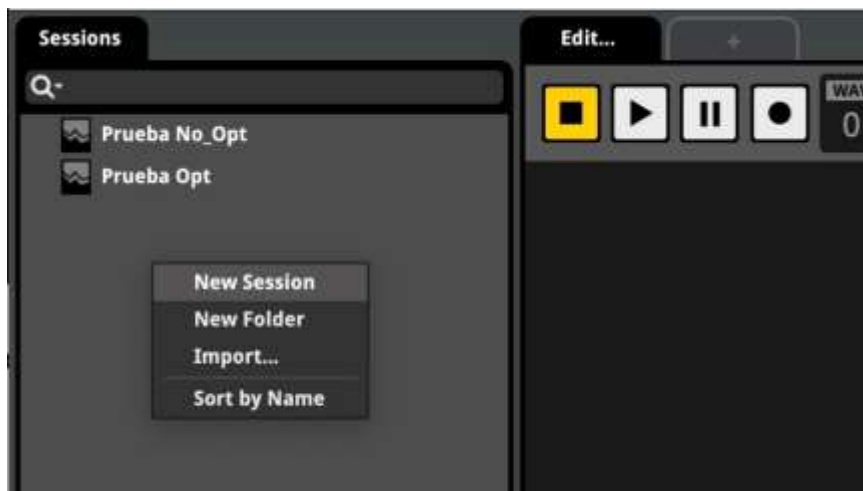 Sessions
Edit...
+
WAV
0
Prueba No_Opt
Prueba Opt
New Session
New Folder
Import...
Sort by Name